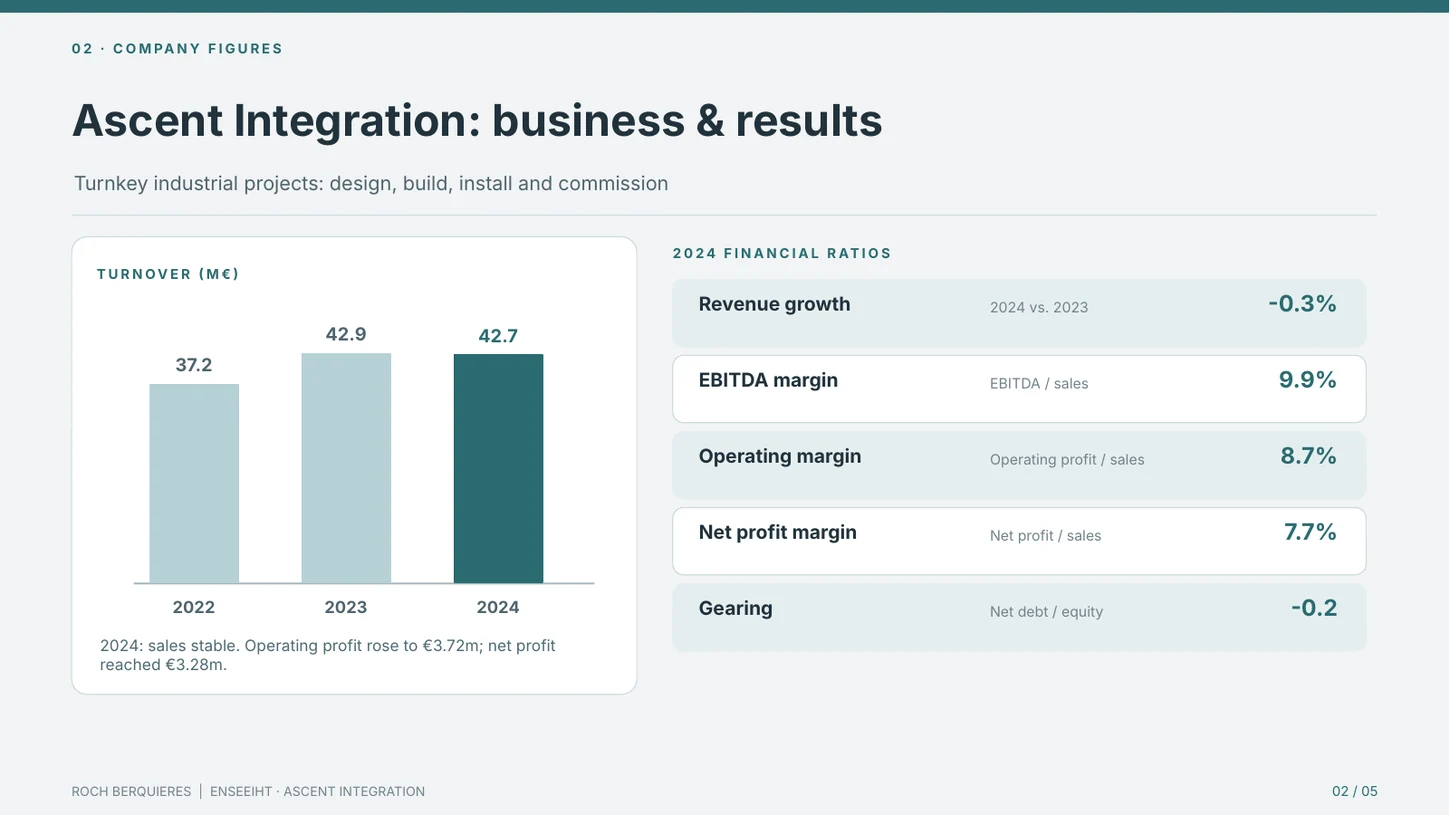 02 · COMPANY FIGURES
Ascent Integration: business & results
Turnkey industrial projects: design, build, install and commission
TURNOVER (M€)
37.2
42.9
42.7
2022
2023
2024
2024: sales stable. Operating profit rose to €3.72m; net profit
reached €3.28m.
2024 FINANCIAL RATIOS
Revenue growth 2024 vs. 2023 -0.3%
EBITDA margin EBITDA / sales 9.9%
Operating margin Operating profit / sales 8.7%
Net profit margin Net profit / sales 7.7%
Gearing Net debt / equity -0.2
ROCH BERQUIERES | ENSEEIHT · ASCENT INTEGRATION
02 / 05